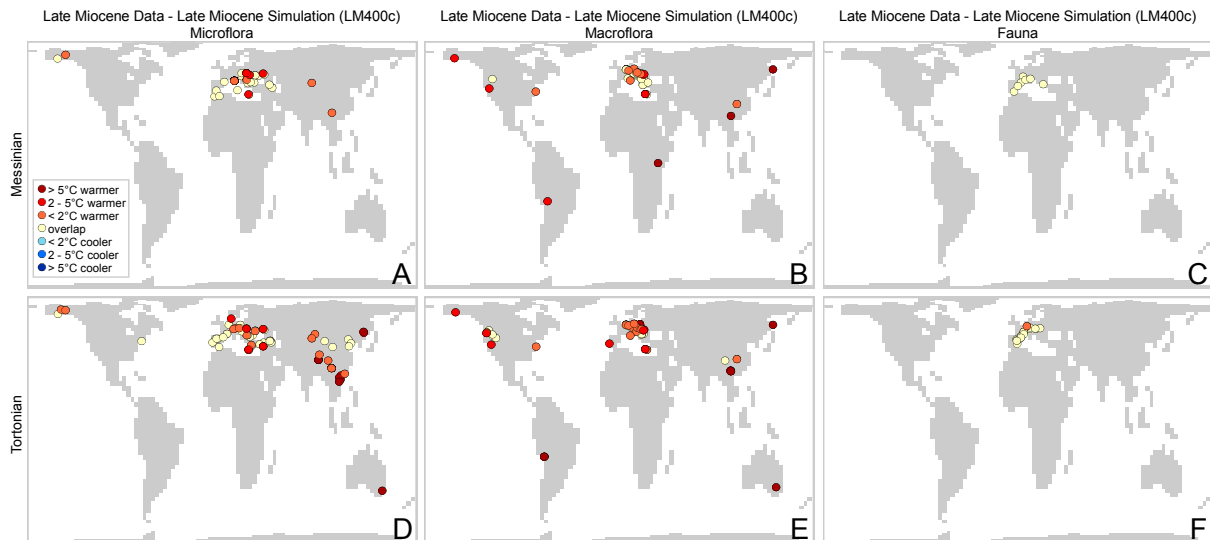 Late Miocene Data - Late Miocene Simulation (LM400c)
Microflora
Late Miocene Data - Late Miocene Simulation (LM400c)
Macroflora
Late Miocene Data - Late Miocene Simulation (LM400c)
Fauna
Messinian
> 5°C warmer
2 - 5°C warmer
< 2°C warmer
overlap
< 2°C cooler
2 - 5°C cooler
> 5°C cooler
A
B
C
Tortonian
D
E
F